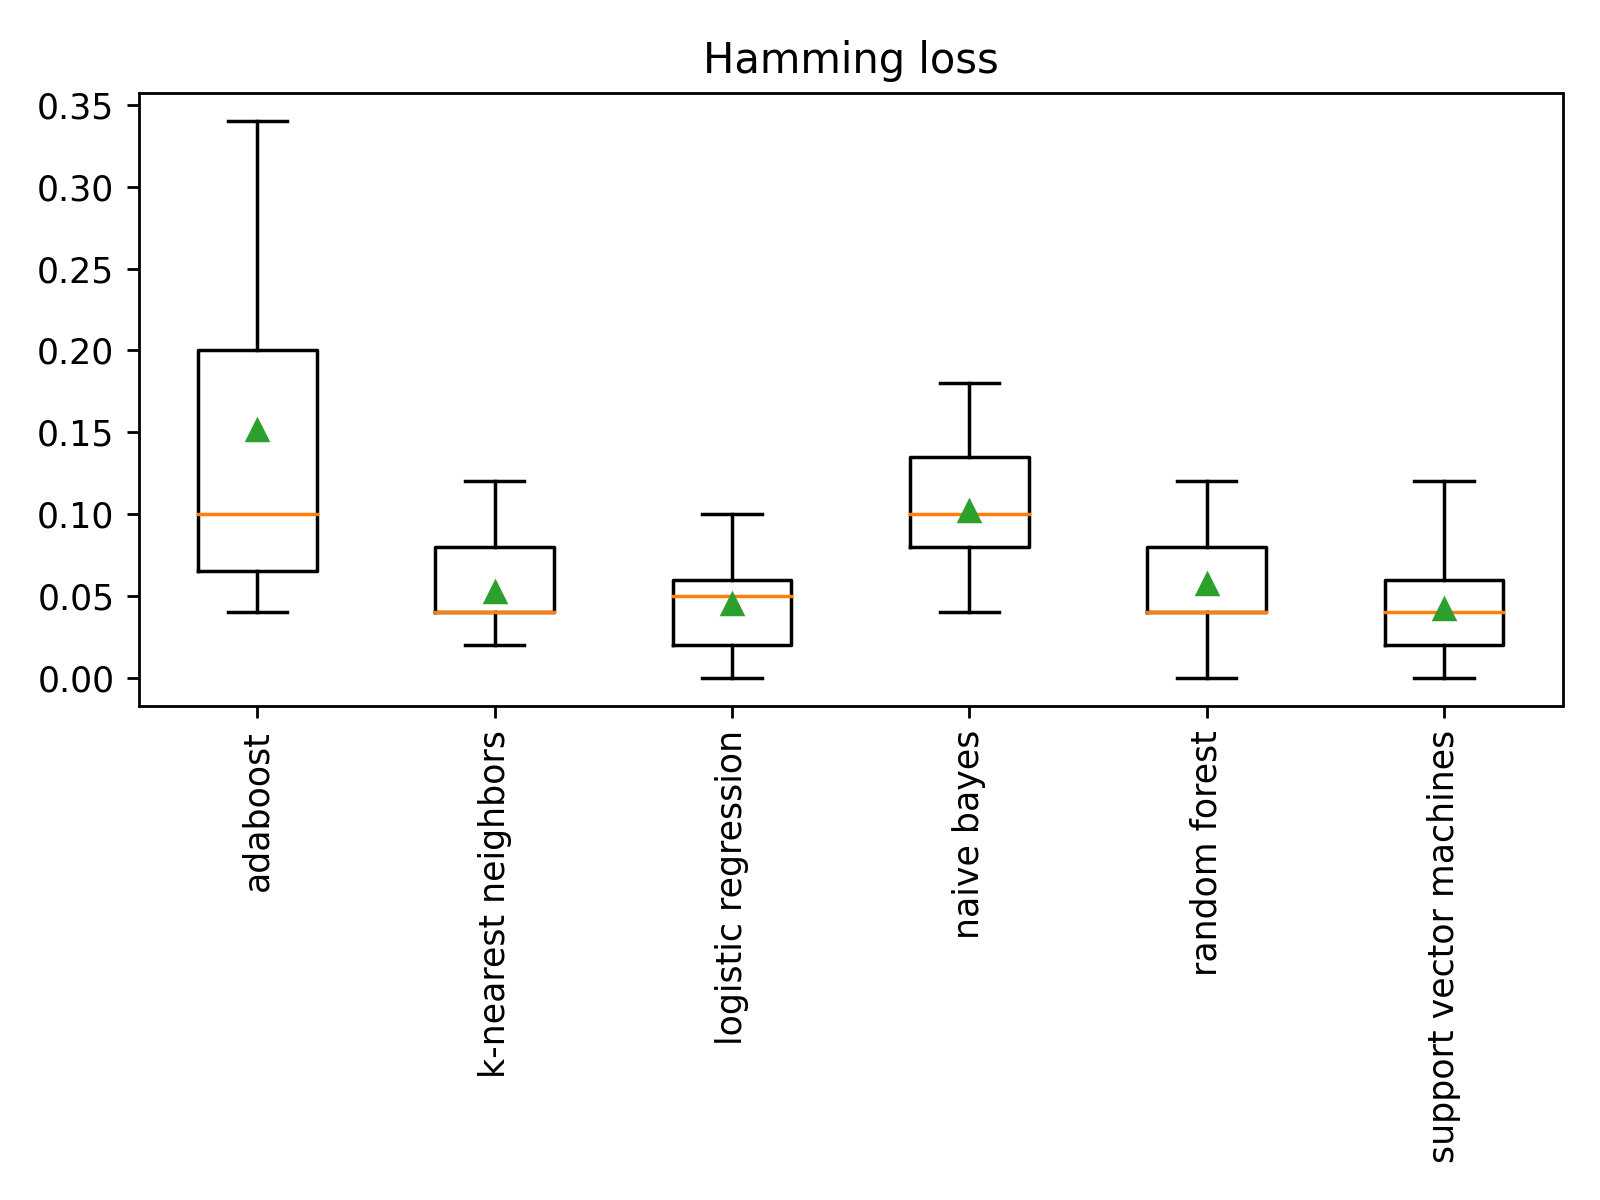 Hamming loss
0.35
0.30
0.25
0.20
0.15
0.10
0.05
0.00
adaboost
k-nearest neighbors
logistic regression
naive bayes
random forest
support vector machines